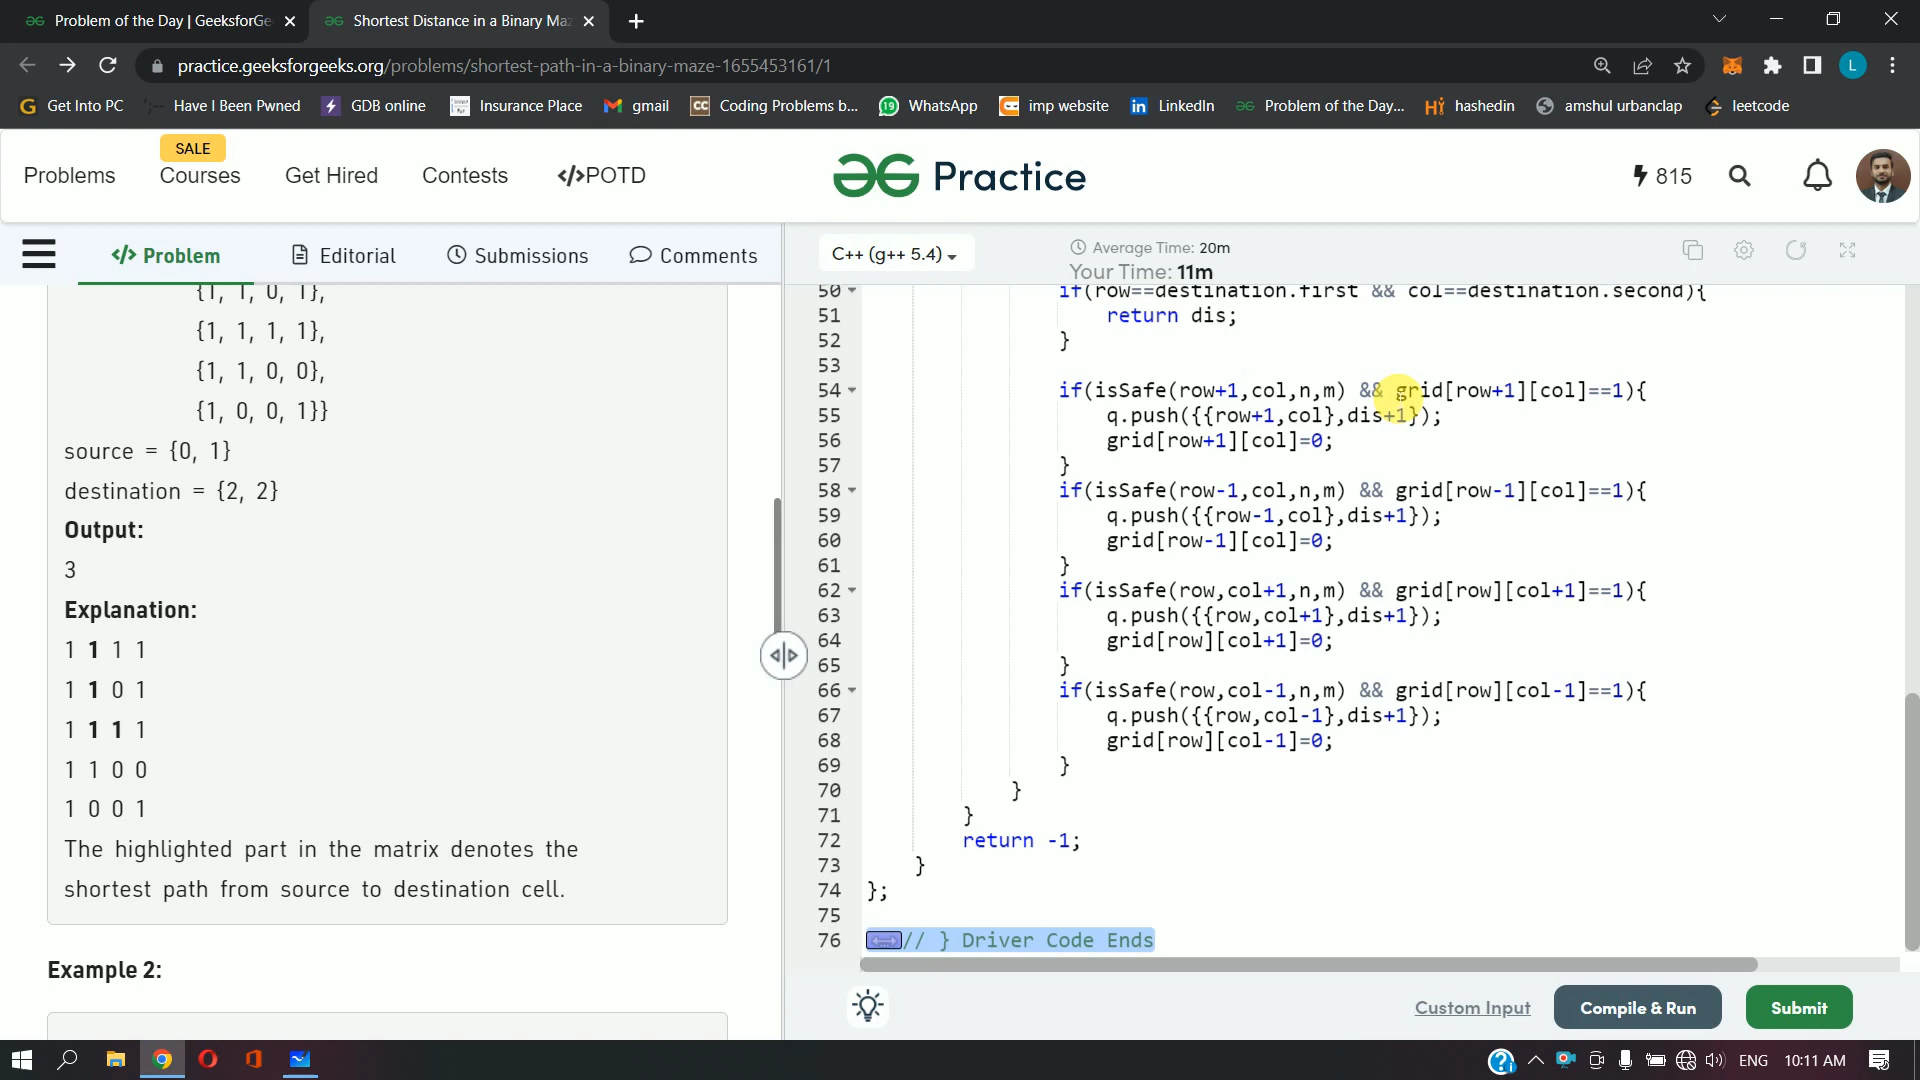 Problem of the Day | GeeksforGe
Shortest Distance in a Binary Maz
practice.geeksforgeeks.org/problems/shortest-path-in-a-binary-maze-1655453161/1
L
Get Into PC
Have I Been Pwned
GDB online
Insurance Place
gmail
Coding Problems b...
WhatsApp
imp website
LinkedIn
Problem of the Day...
hashedin
amshul urbanclap
leetcode
SALE
Problems
Courses
Get Hired
Contests
</>POTD
Practice
815
</> Problem
Editorial
Submissions
Comments
C++ (g++ 5.4)
Average Time: 20m
Your Time: 11m
{1, 1, 0, 1},
{1, 1, 1, 1},
{1, 1, 0, 0},
{1, 0, 0, 1}}
source = {0, 1}
destination = {2, 2}
Output:
3
Explanation:
1 1 1 1
1 1 0 1
1 1 1 1
1 1 0 0
1 0 0 1
The highlighted part in the matrix denotes the
shortest path from source to destination cell.
Example 2:
50 if(row==destination.first && col==destination.second){
51 return dis;
52 }
53
54 if(isSafe(row+1,col,n,m) && grid[row+1][col]==1){
55 q.push({{row+1,col},dis+1});
56 grid[row+1][col]=0;
57 }
58 if(isSafe(row-1,col,n,m) && grid[row-1][col]==1){
59 q.push({{row-1,col},dis+1});
60 grid[row-1][col]=0;
61 }
62 if(isSafe(row,col+1,n,m) && grid[row][col+1]==1){
63 q.push({{row,col+1},dis+1});
64 grid[row][col+1]=0;
65 }
66 if(isSafe(row,col-1,n,m) && grid[row][col-1]==1){
67 q.push({{row,col-1},dis+1});
68 grid[row][col-1]=0;
69 }
70 }
71 }
72 return -1;
73 }
74 };
75
76 // } Driver Code Ends
Custom Input
Compile & Run
Submit
ENG
10:11 AM